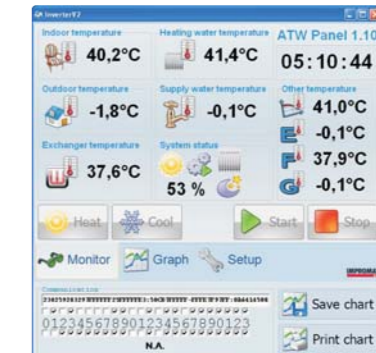 InverterV2
Indoor temperature
40,2°C
Heating water temperature
41,4°C
ATW Panel 1.10
05:10:44
Outdoor temperature
-1,8°C
Supply water temperature
-0,1°C
Other temperature
41,0°C
E -0,1°C
F 37,9°C
G -0,1°C
Exchanger temperature
37,6°C
System status
53 %
Heat
Cool
Start
Stop
Monitor
Graph
Setup
Communication
Save chart
012345678901234567890123
Print chart
N.A.